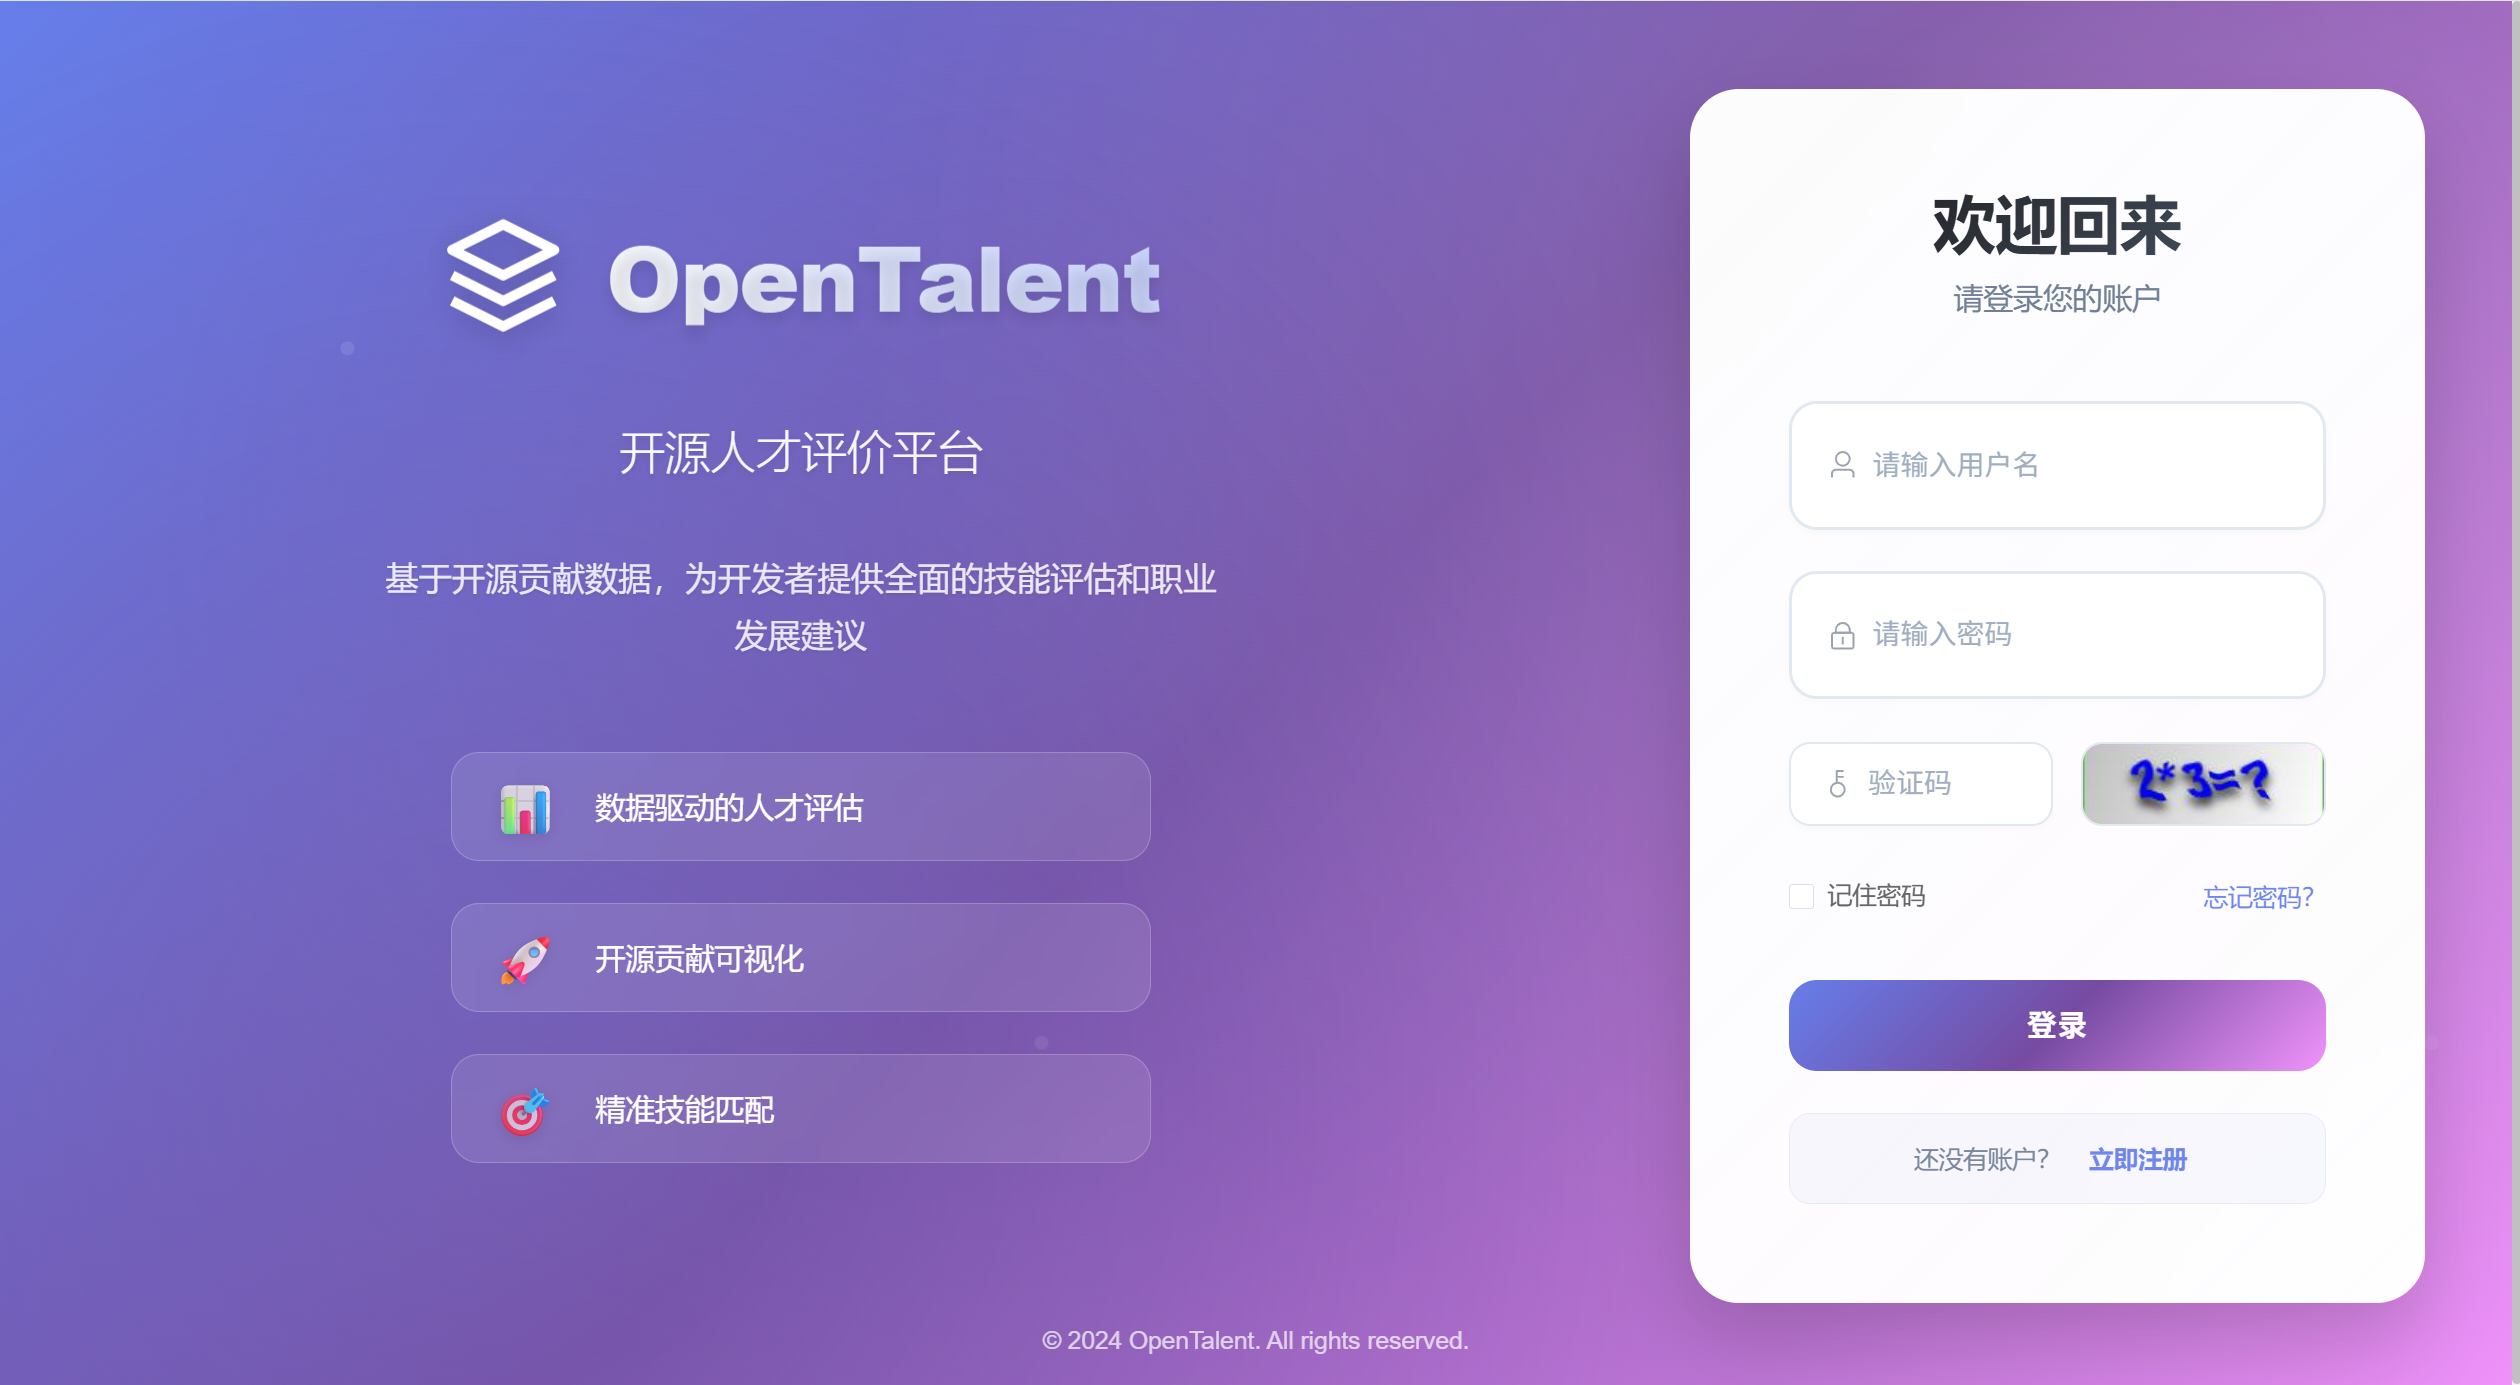 OpenTalent
开源人才评价平台
基于开源贡献数据，为开发者提供全面的技能评估和职业
发展建议
数据驱动的人才评估
开源贡献可视化
精准技能匹配
欢迎回来
请登录您的账户
请输入用户名
请输入密码
验证码
2*3=?
记住密码
忘记密码？
登录
还没有账户？ 立即注册
© 2024 OpenTalent. All rights reserved.